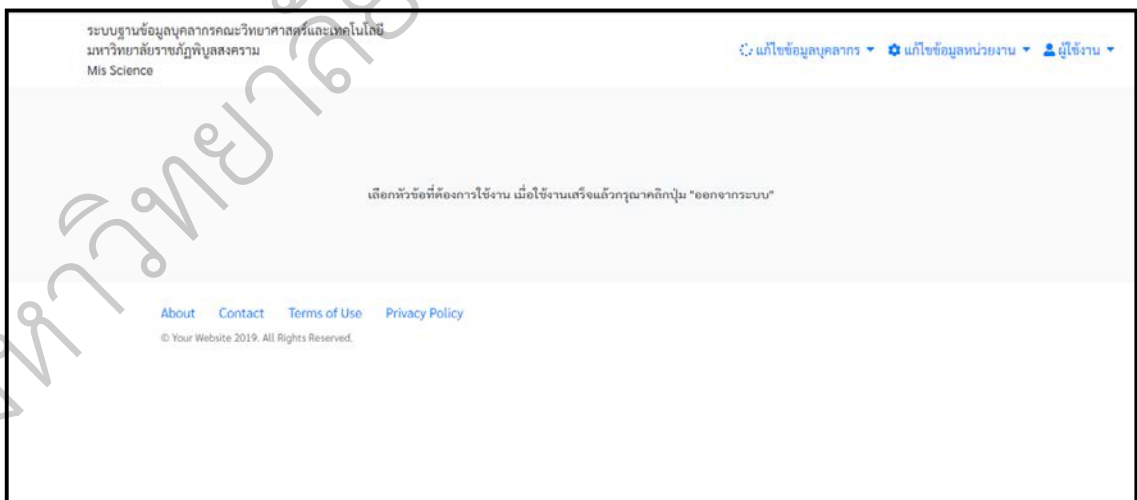 ระบบฐานข้อมูลบุคลากรคณะวิทยาศาสตร์และเทคโนโลยี
มหาวิทยาลัยราชภัฏพิบูลสงคราม
Mis Science
แก้ไขข้อมูลบุคลากร แก้ไขข้อมูลหน่วยงาน ผู้ใช้งาน
เลือกหัวข้อที่ต้องการใช้งาน เมื่อใช้งานเสร็จแล้วกรุณาคลิกปุ่ม "ออกจากระบบ"
About Contact Terms of Use Privacy Policy
© Your Website 2019. All Rights Reserved.